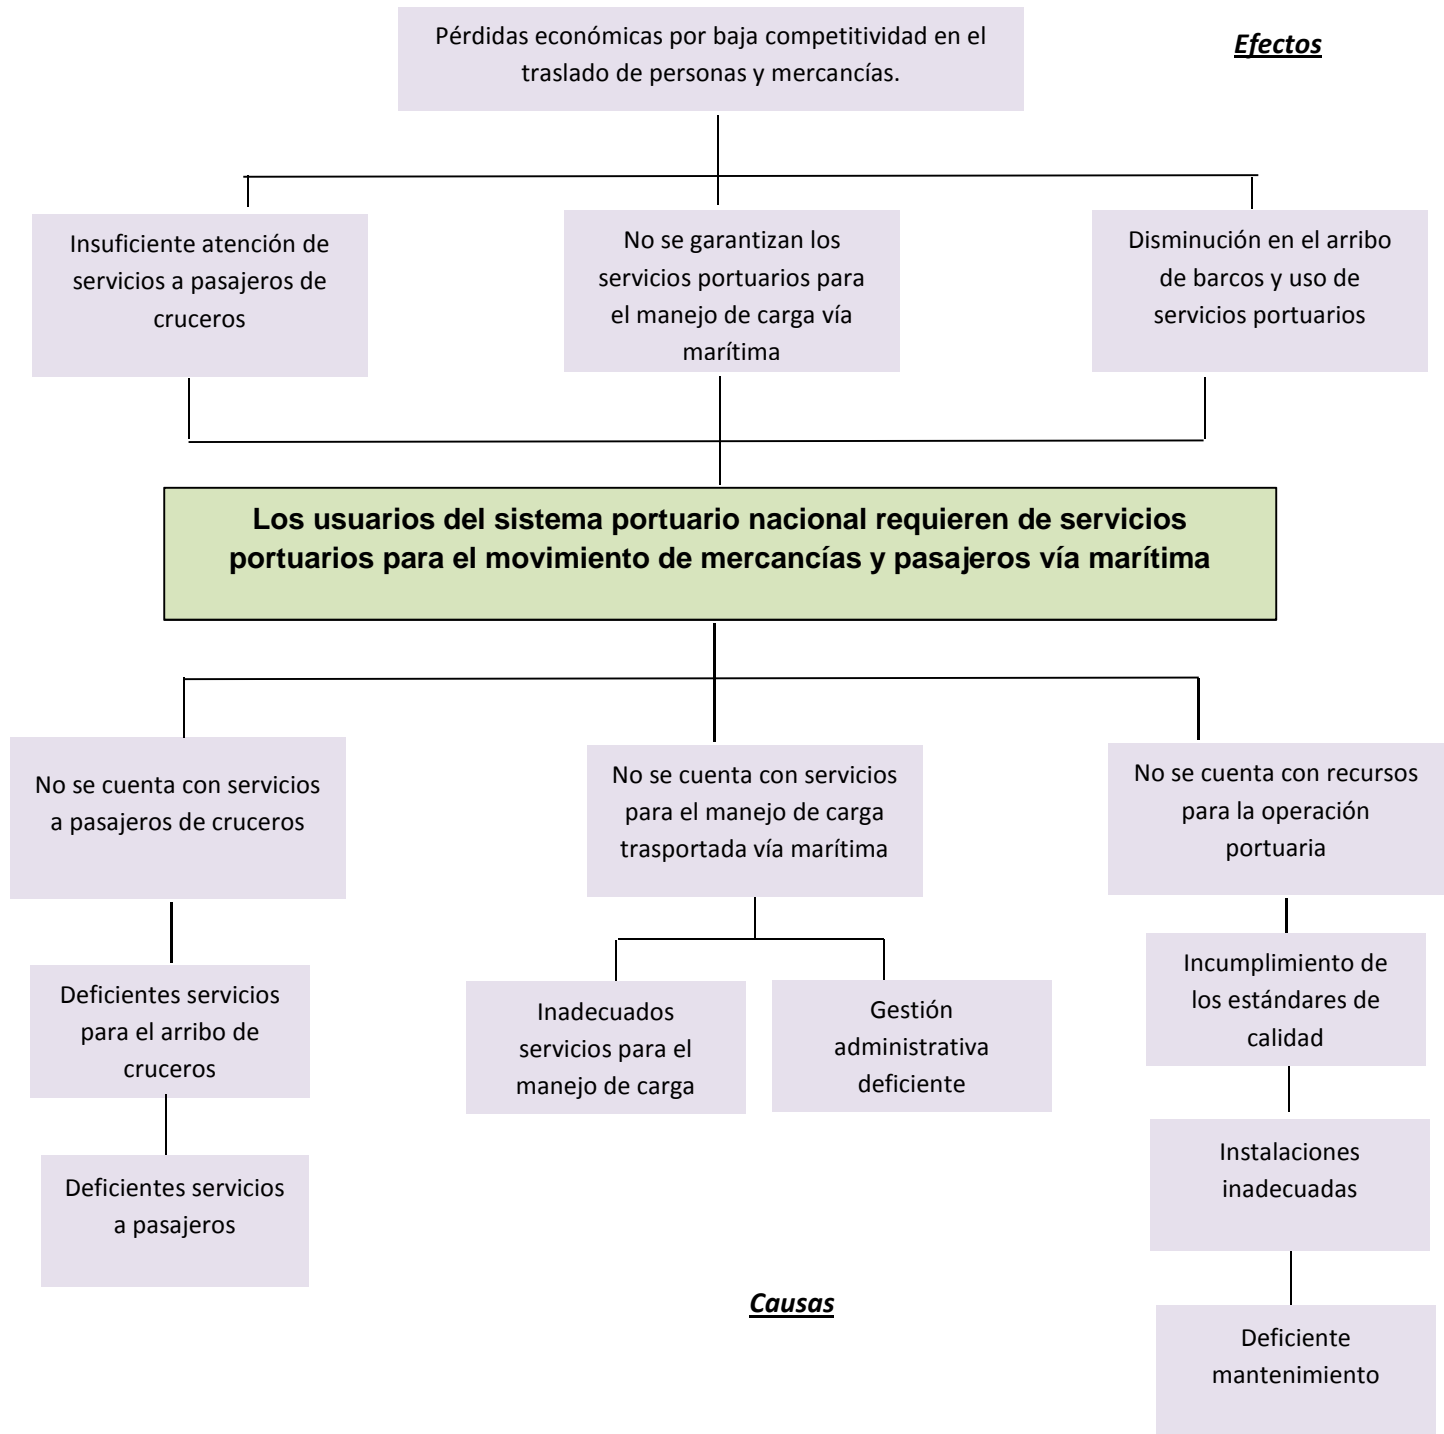 Pérdidas económicas por baja competitividad en el
traslado de personas y mercancías.
Efectos
Insuficiente atención de
servicios a pasajeros de
cruceros
No se garantizan los
servicios portuarios para
el manejo de carga vía
marítima
Disminución en el arribo
de barcos y uso de
servicios portuarios
Los usuarios del sistema portuario nacional requieren de servicios
portuarios para el movimiento de mercancías y pasajeros vía marítima
No se cuenta con servicios
a pasajeros de cruceros
No se cuenta con servicios
para el manejo de carga
trasportada vía marítima
No se cuenta con recursos
para la operación
portuaria
Deficientes servicios
para el arribo de
cruceros
Inadecuados
servicios para el
manejo de carga
Gestión
administrativa
deficiente
Incumplimiento de
los estándares de
calidad
Deficientes servicios
a pasajeros
Instalaciones
inadecuadas
Causas
Deficiente
mantenimiento